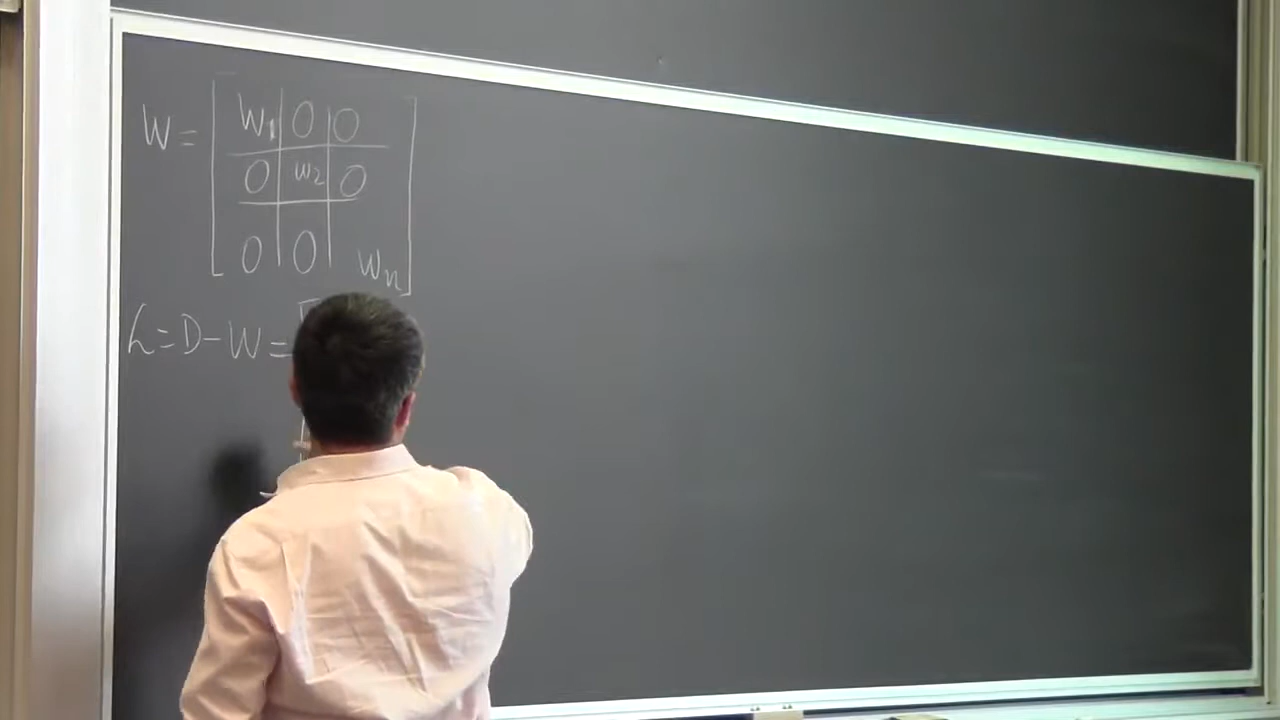 W = [ W1 | 0 | 0
0 | w2 | 0
0 | 0 | wn ]
L = D - W = [